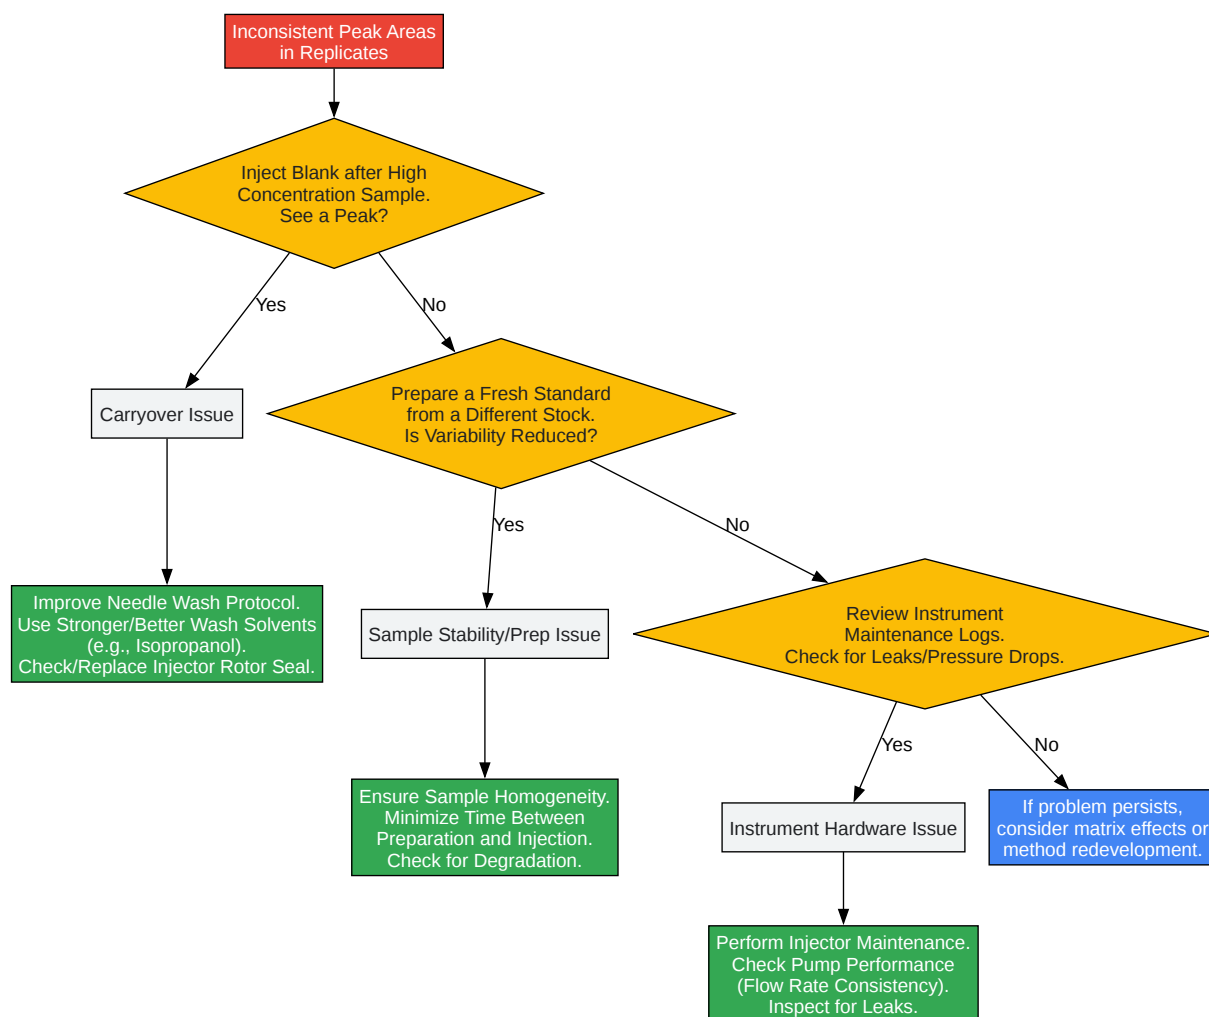 Inconsistent Peak Areas
in Replicates
Inject Blank after High
Concentration Sample.
See a Peak?
Yes
No
Carryover Issue
Prepare a Fresh Standard
from a Different Stock.
Is Variability Reduced?
Improve Needle Wash Protocol.
Use Stronger/Better Wash Solvents
(e.g., Isopropanol).
Check/Replace Injector Rotor Seal.
Yes
No
Sample Stability/Prep Issue
Review Instrument
Maintenance Logs.
Check for Leaks/Pressure Drops.
Ensure Sample Homogeneity.
Minimize Time Between
Preparation and Injection.
Check for Degradation.
Yes
No
Instrument Hardware Issue
If problem persists,
consider matrix effects or
method redevelopment.
Perform Injector Maintenance.
Check Pump Performance
(Flow Rate Consistency).
Inspect for Leaks.